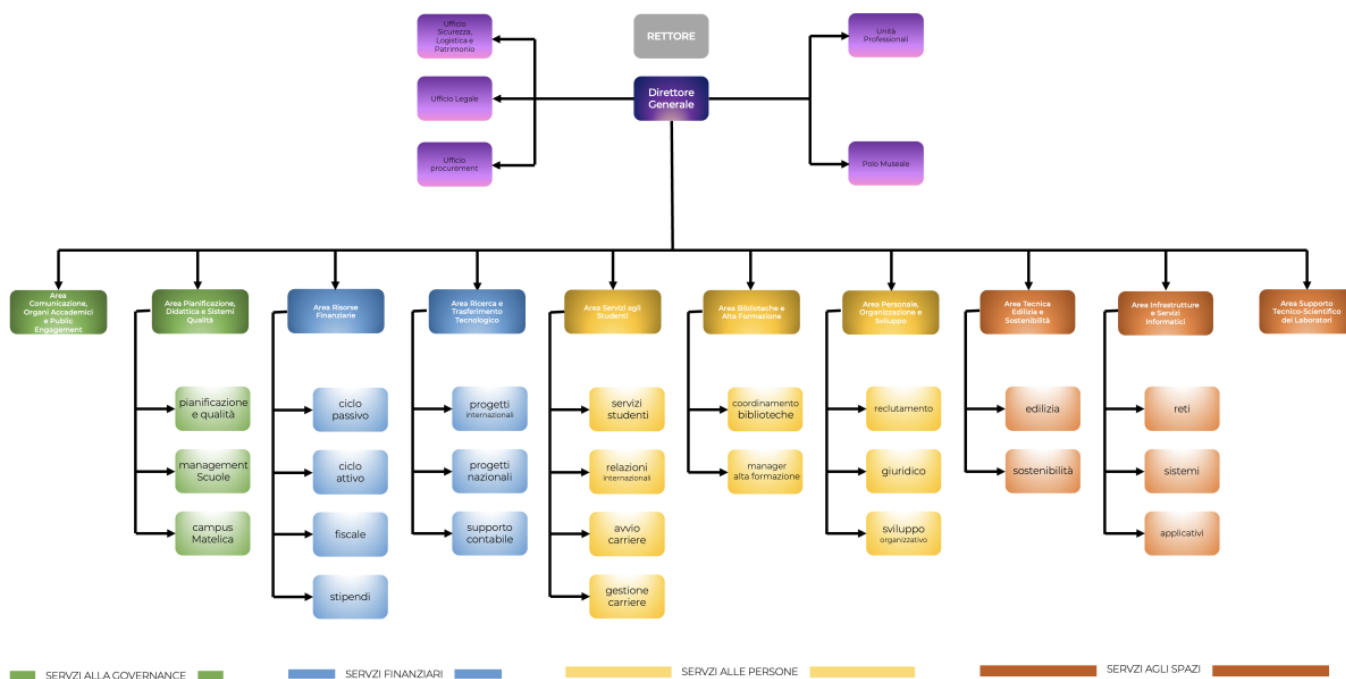 Ufficio
Sicurezza,
Logistica e
Patrimonio
RETTORE
Unità
Professionali
Ufficio Legale
Direttore
Generale
Ufficio
procurement
Polo Museale
Area
Comunicazione,
Organi Accademici
e Public
Engagement
Area Pianificazione,
Didattica e Sistemi
Qualità
Area Risorse
Finanziarie
Area Ricerca e
Trasferimento
Tecnologico
Area Servizi agli
Studenti
Area Biblioteche e
Alta Formazione
Area Personale,
Organizzazione e
Sviluppo
Area Tecnica
Edilizia e
Sostenibilità
Area Infrastrutture
e Servizi
Informatici
Area Supporto
Tecnico-Scientifico
dei Laboratori
pianificazione
e qualità
management
Scuole
campus
Matelica
ciclo
passivo
ciclo
attivo
fiscale
stipendi
progetti
internazionali
progetti
nazionali
supporto
contabile
servizi
studenti
relazioni
internazionali
avvio
carriere
gestione
carriere
coordinamento
biblioteche
manager
alta formazione
reclutamento
giuridico
sviluppo
organizzativo
edilizia
sostenibilità
reti
sistemi
applicativi
SERVZI ALLA GOVERNANCE
SERVZI FINANZIARI
SERVZI ALLE PERSONE
SERVZI AGLI SPAZI